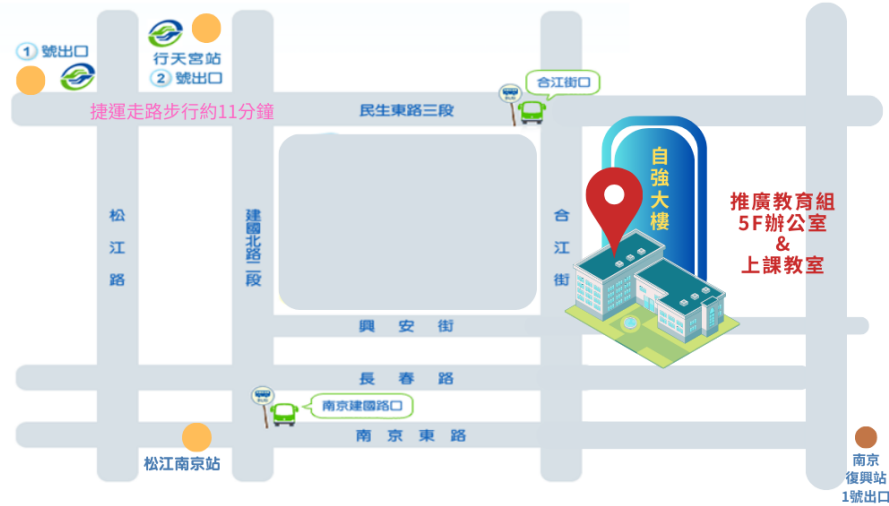 1 號出口
行天宮站
2 號出口
捷運走路步行約11分鐘
民生東路三段
合江街口
自強大樓
推廣教育組
5F辦公室
&
上課教室
松江路
建國北路二段
合江街
興安街
長春路
南京建國路口
南京東路
松江南京站
南京
復興站
1號出口